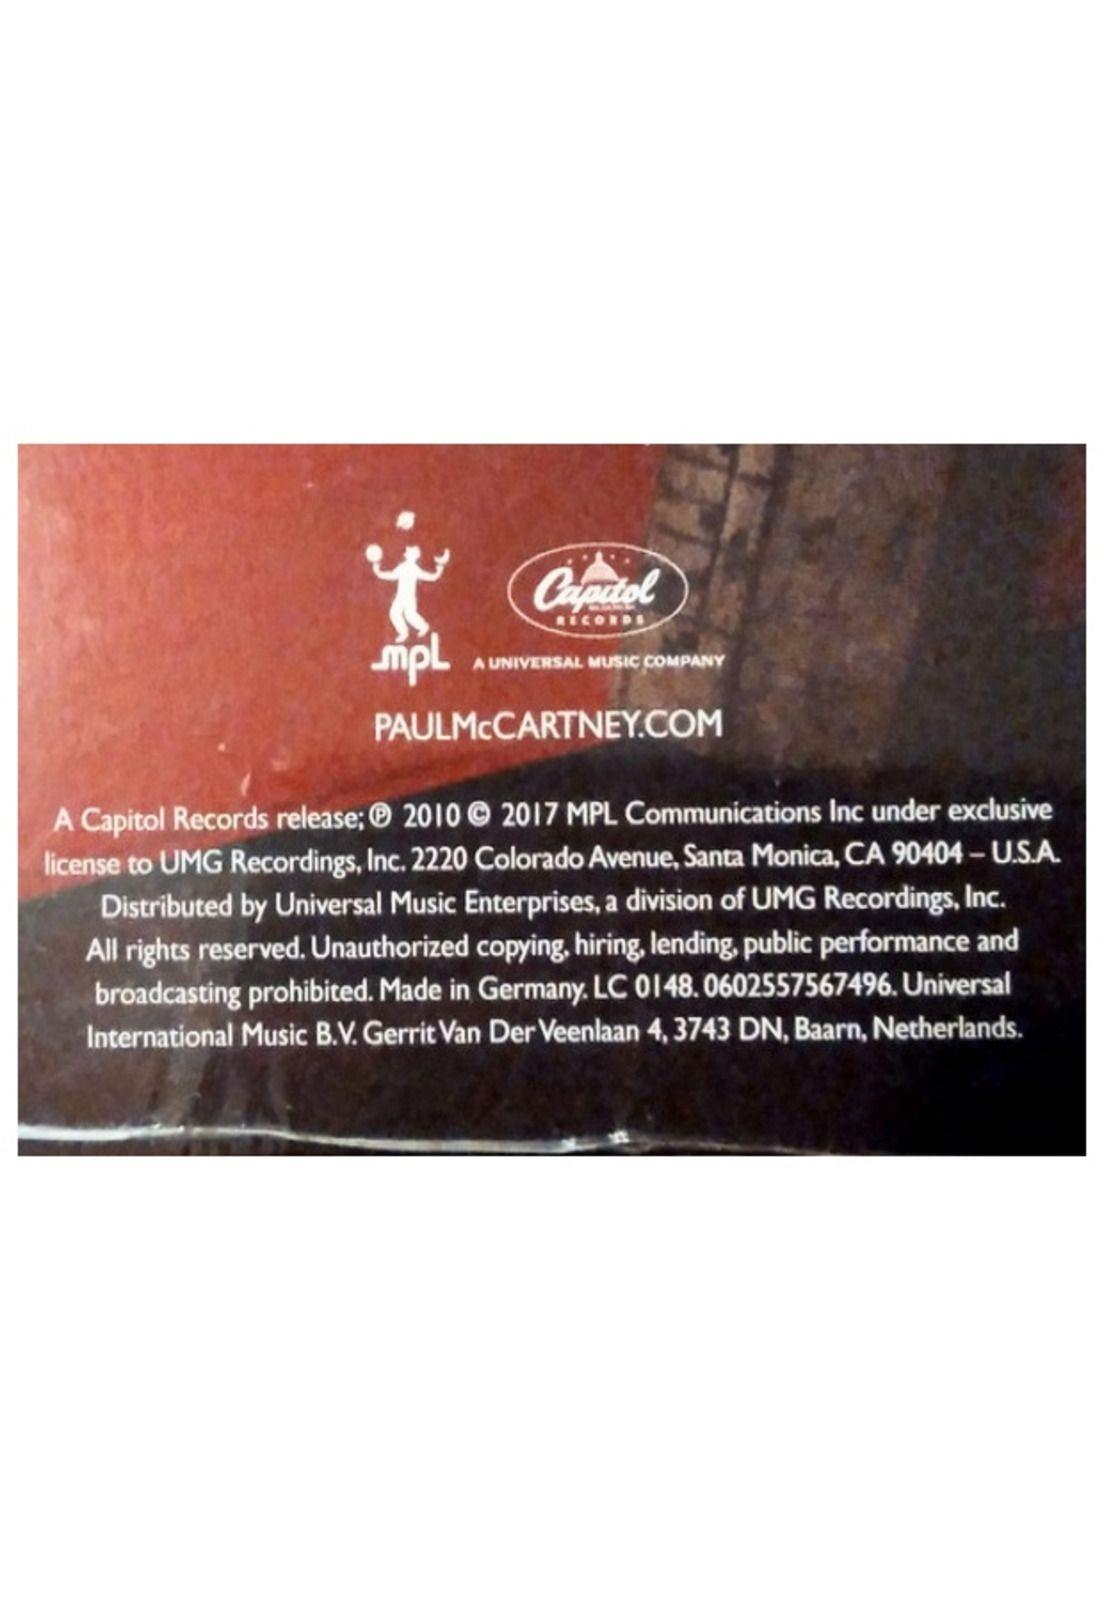 mpL
Capitol
RECORDS
A UNIVERSAL MUSIC COMPANY
PAULMcCARTNEY.COM
A Capitol Records release; ℗ 2010 © 2017 MPL Communications Inc under exclusive
license to UMG Recordings, Inc. 2220 Colorado Avenue, Santa Monica, CA 90404 – U.S.A.
Distributed by Universal Music Enterprises, a division of UMG Recordings, Inc.
All rights reserved. Unauthorized copying, hiring, lending, public performance and
broadcasting prohibited. Made in Germany. LC 0148. 0602557567496. Universal
International Music B.V. Gerrit Van Der Veenlaan 4, 3743 DN, Baarn, Netherlands.